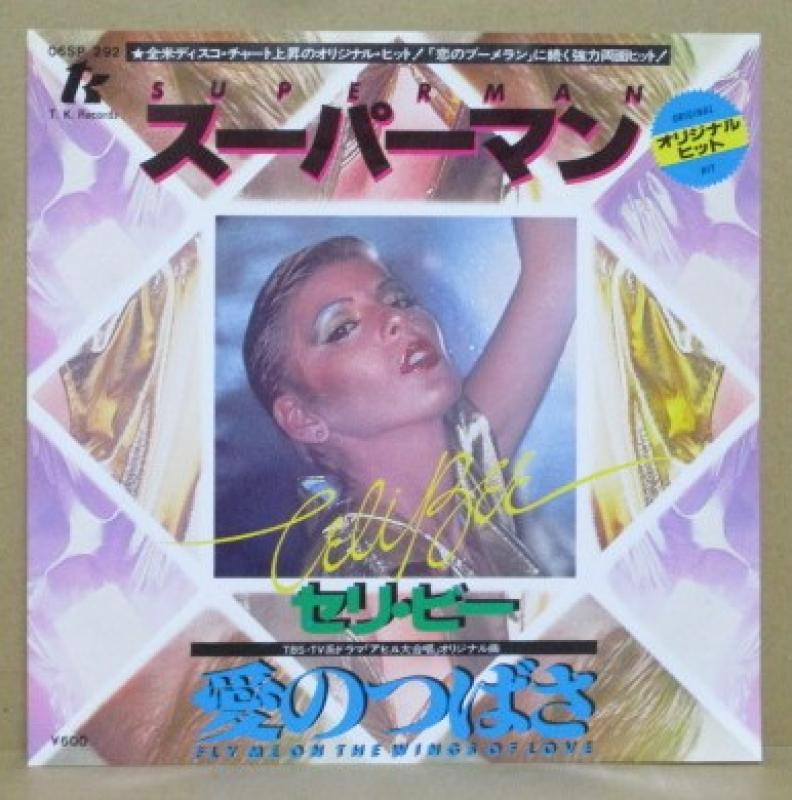 06SP 292
★全米ディスコ・チャート上昇のオリジナル・ヒット!「恋のブーメラン」に続く強力両面ヒット!
tk
T. K. Records
SUPERMAN
スーパーマン
ORIGINAL
オリジナル
ヒット
HIT
Celi Bee
セリ・ビー
TBS・TV系ドラマ「アヒル大合唱」オリジナル曲
愛のつばさ
FLY ME ON THE WINGS OF LOVE
¥600